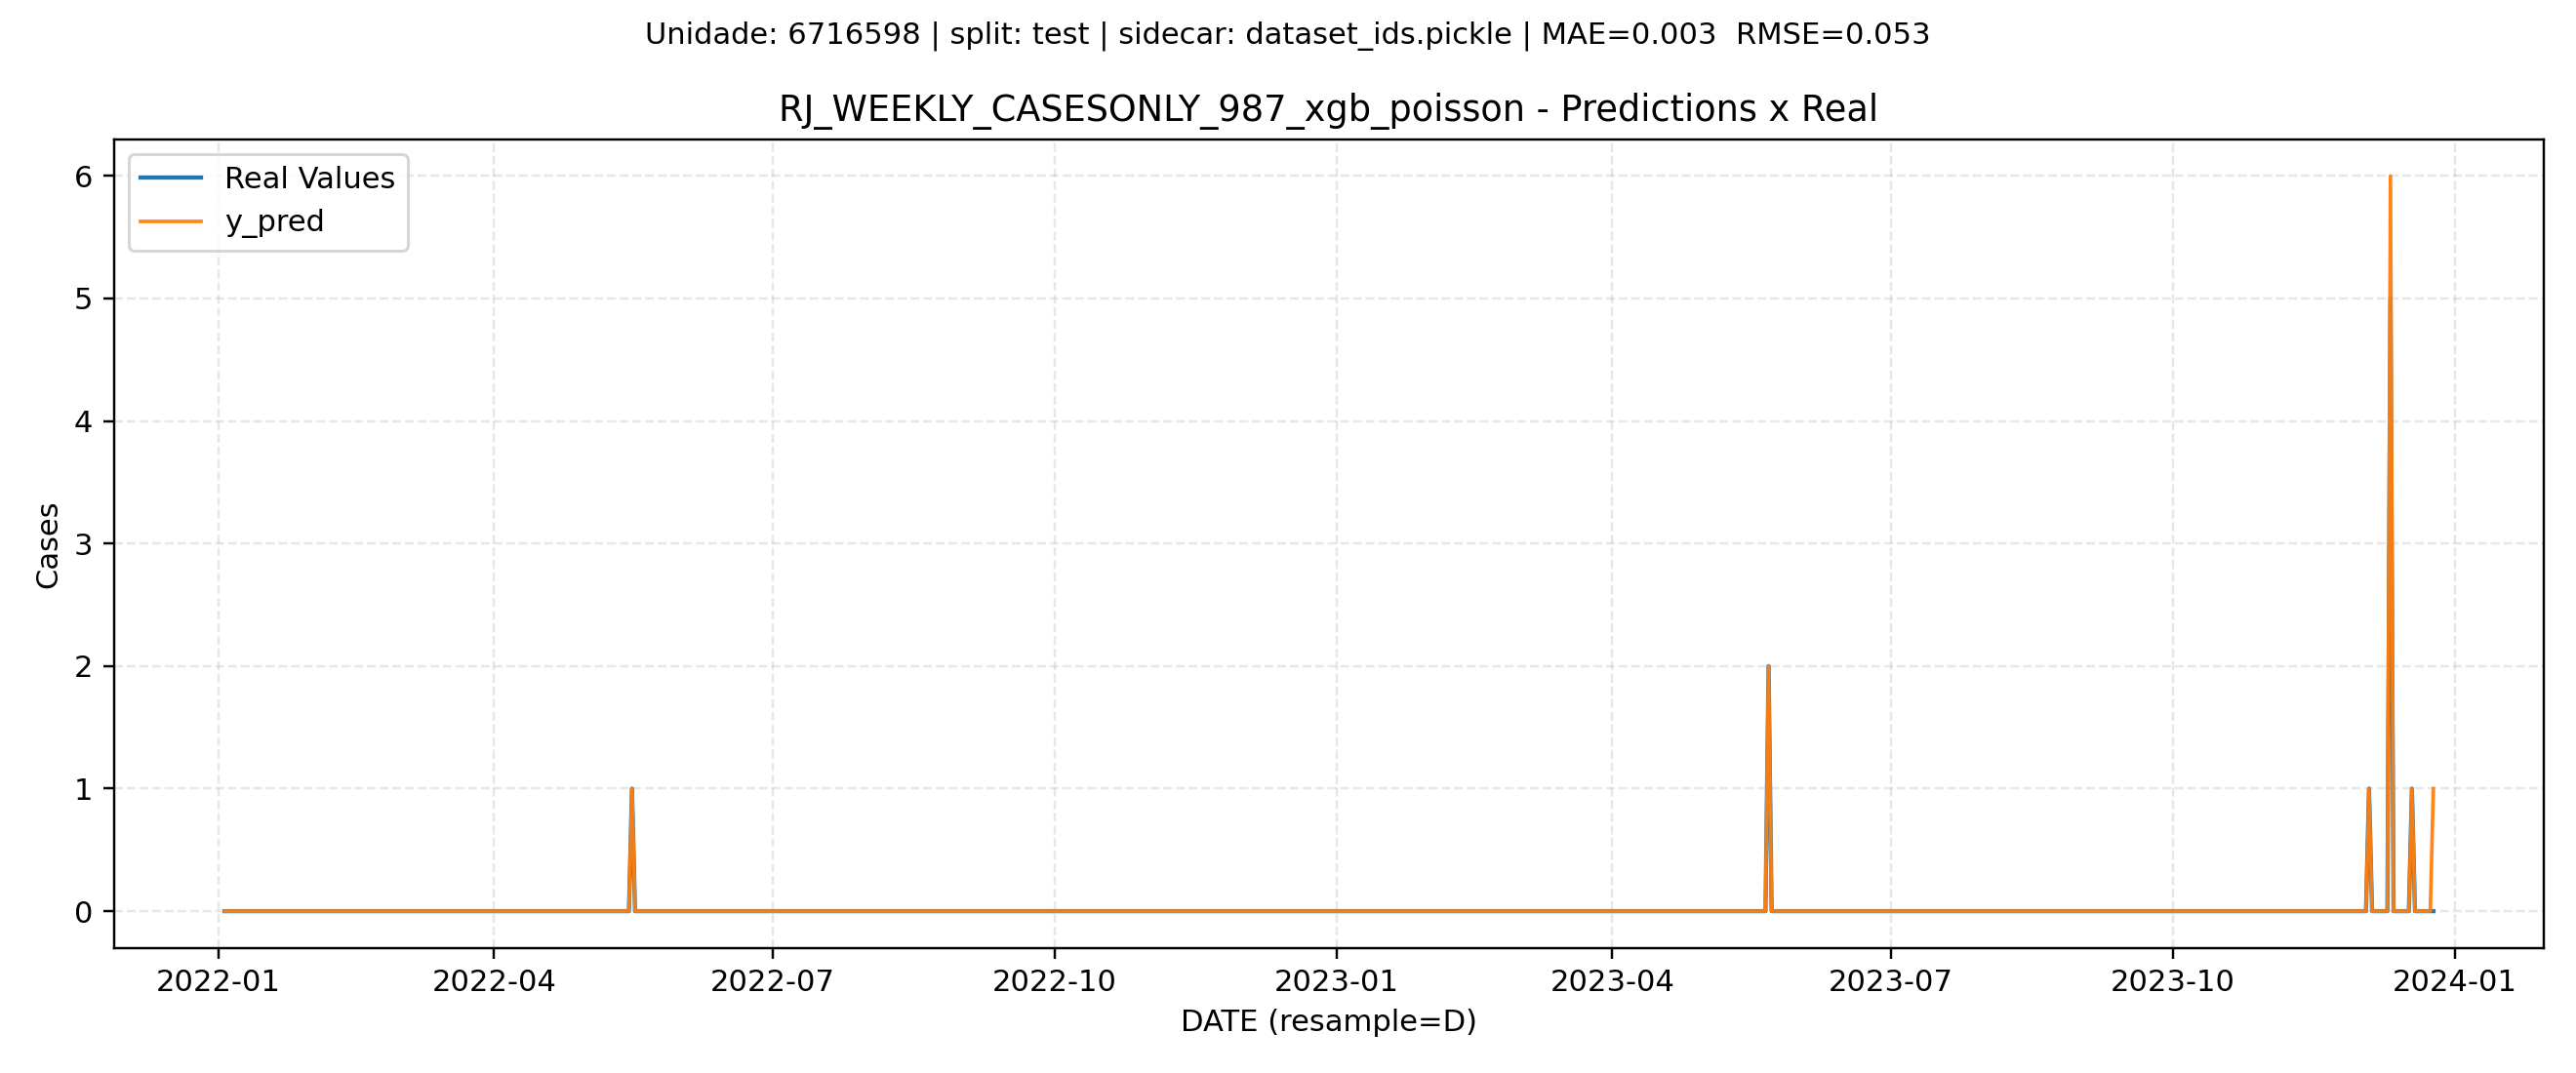 Unidade: 6716598 | split: test | sidecar: dataset_ids.pickle | MAE=0.003  RMSE=0.053
RJ_WEEKLY_CASESONLY_987_xgb_poisson - Predictions x Real
Real Values
y_pred
6
5
4
3
2
1
0
Cases
2022-01
2022-04
2022-07
2022-10
2023-01
2023-04
2023-07
2023-10
2024-01
DATE (resample=D)